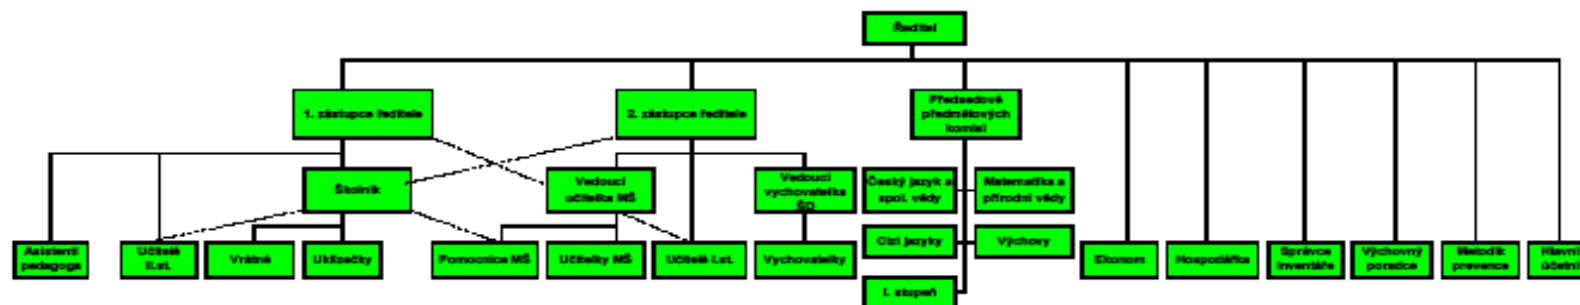 Ředitel
1. zástupce ředitele
2. zástupce ředitele
Předsedové
předmětových
komisí
Školník
Vedoucí
učitelka MŠ
Vedoucí
vychovatelka
ŠD
Český jazyk a
spol. vědy
Matematika a
přírodní vědy
Asistenti
pedagoga
Učitelé
II.st.
Vrátné
Uklízečky
Pomocnice MŠ
Učitelky MŠ
Učitelé I.st.
Vychovatelky
Cizí jazyky
Výchovy
Ekonom
Hospodářka
Správce
inventáře
Výchovný
poradce
Metodik
prevence
Hlavní
účetní
I. stupeň